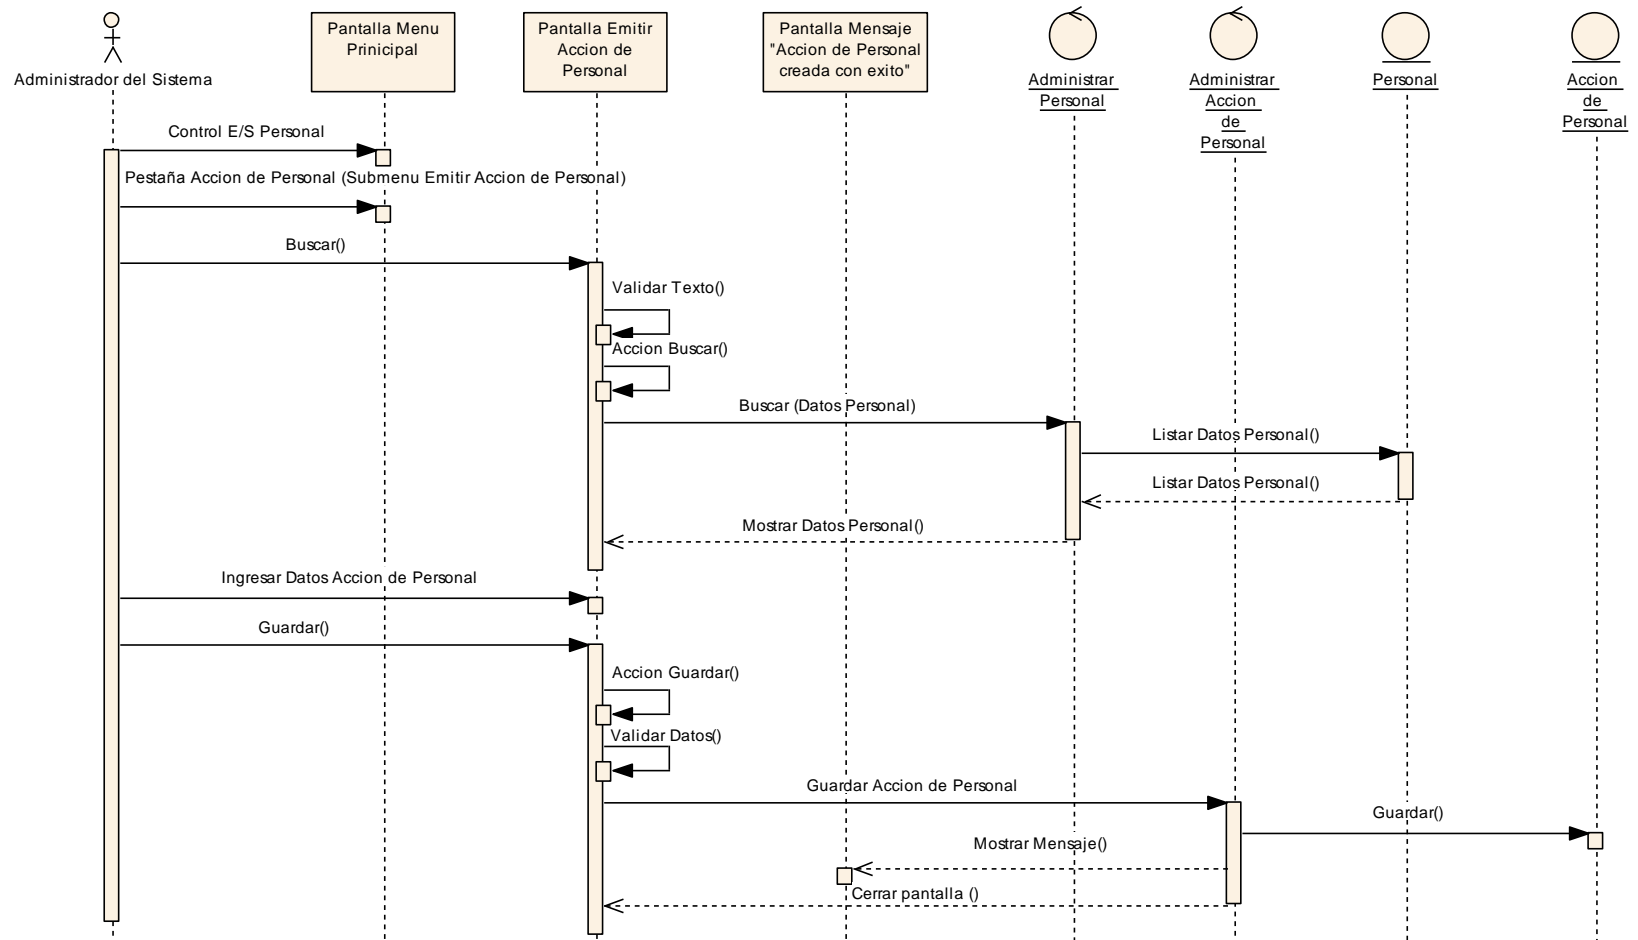 Administrador del Sistema
Pantalla Menu
Prinicipal
Pantalla Emitir
Accion de
Personal
Pantalla Mensaje
"Accion de Personal
creada con exito"
Administrar
Personal
Administrar
Accion
de
Personal
Personal
Accion
de
Personal
Control E/S Personal
Pestaña Accion de Personal (Submenu Emitir Accion de Personal)
Buscar()
Validar Texto()
Accion Buscar()
Buscar (Datos Personal)
Listar Datos Personal()
Listar Datos Personal()
Mostrar Datos Personal()
Ingresar Datos Accion de Personal
Guardar()
Accion Guardar()
Validar Datos()
Guardar Accion de Personal
Guardar()
Mostrar Mensaje()
Cerrar pantalla ()